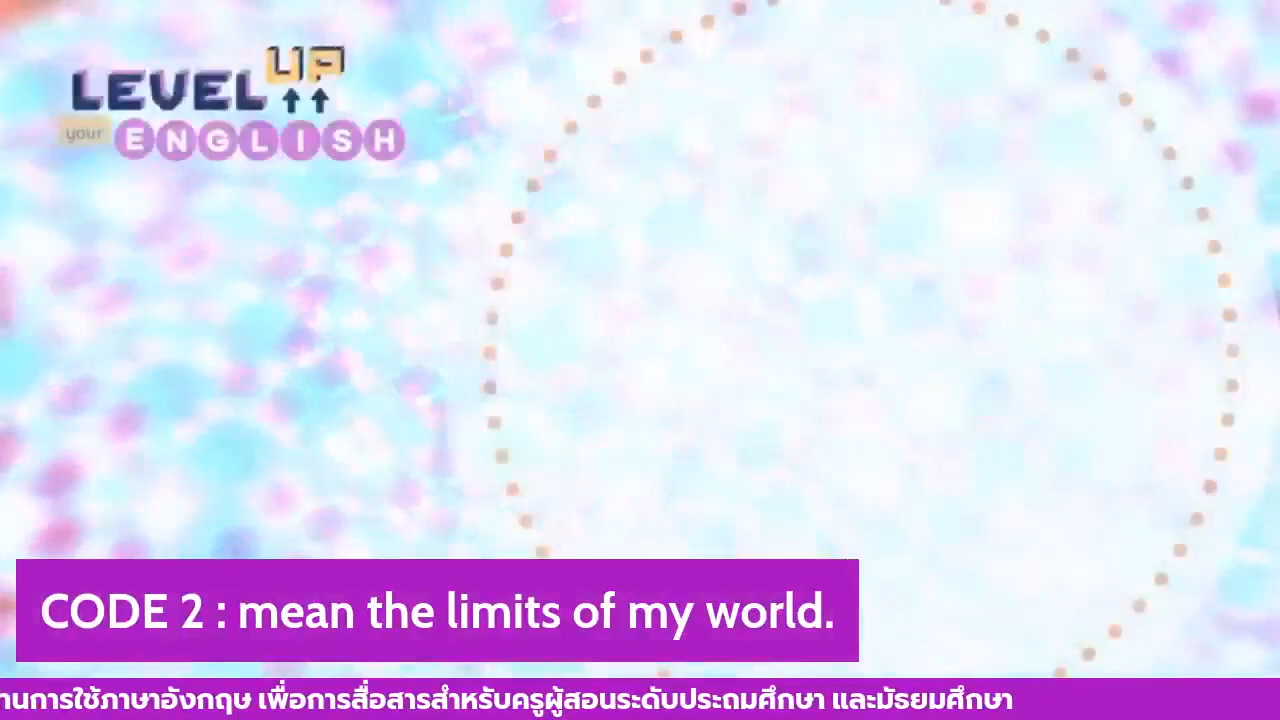 LEVEL UP
your ENGLISH
CODE 2 : mean the limits of my world.
านการใช้ภาษาอังกฤษ เพื่อการสื่อสารสำหรับครูผู้สอนระดับประถมศึกษา และมัธยมศึกษา